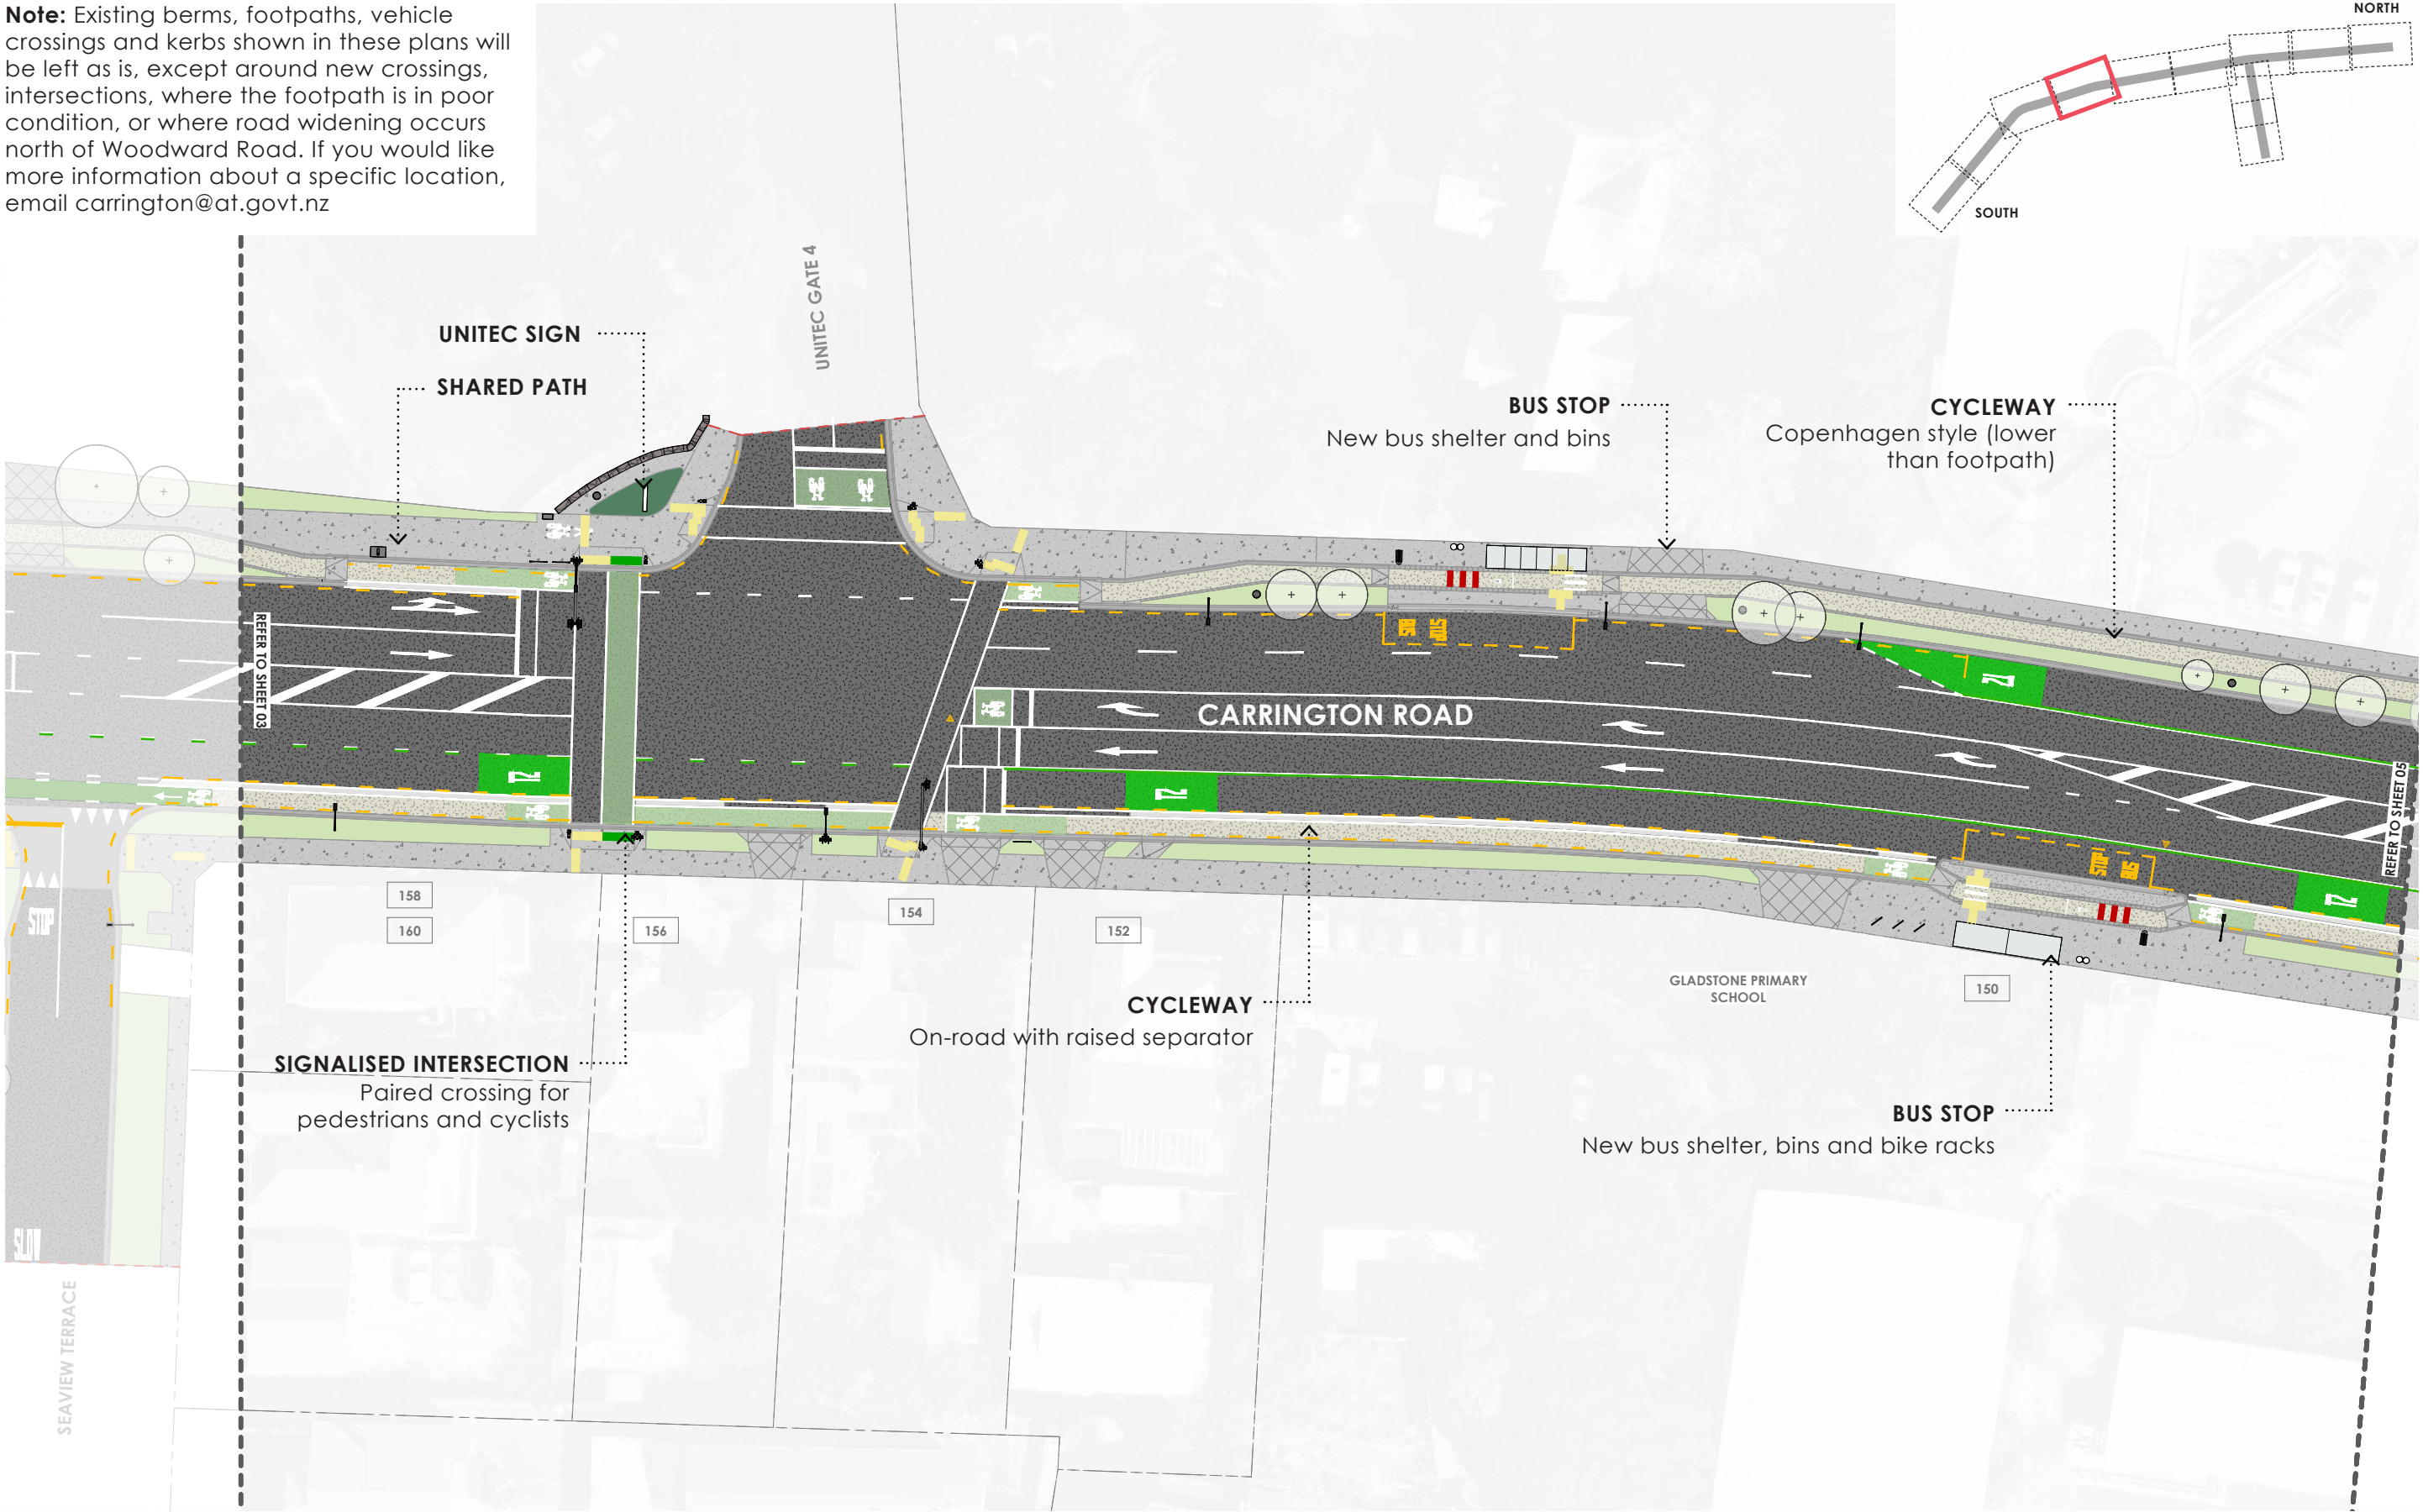 Note: Existing berms, footpaths, vehicle
crossings and kerbs shown in these plans will
be left as is, except around new crossings,
intersections, where the footpath is in poor
condition, or where road widening occurs
north of Woodward Road. If you would like
more information about a specific location,
email carrington@at.govt.nz
NORTH
SOUTH
UNITEC GATE 4
UNITEC SIGN
SHARED PATH
BUS STOP
New bus shelter and bins
CYCLEWAY
Copenhagen style (lower
than footpath)
REFER TO SHEET 03
STOP
BUS
CARRINGTON ROAD
REFER TO SHEET 05
STOP
BUS
STOP
158
160
156
154
152
GLADSTONE PRIMARY
SCHOOL
150
CYCLEWAY
On-road with raised separator
SIGNALISED INTERSECTION
Paired crossing for
pedestrians and cyclists
BUS STOP
New bus shelter, bins and bike racks
SLOW
SEAVIEW TERRACE